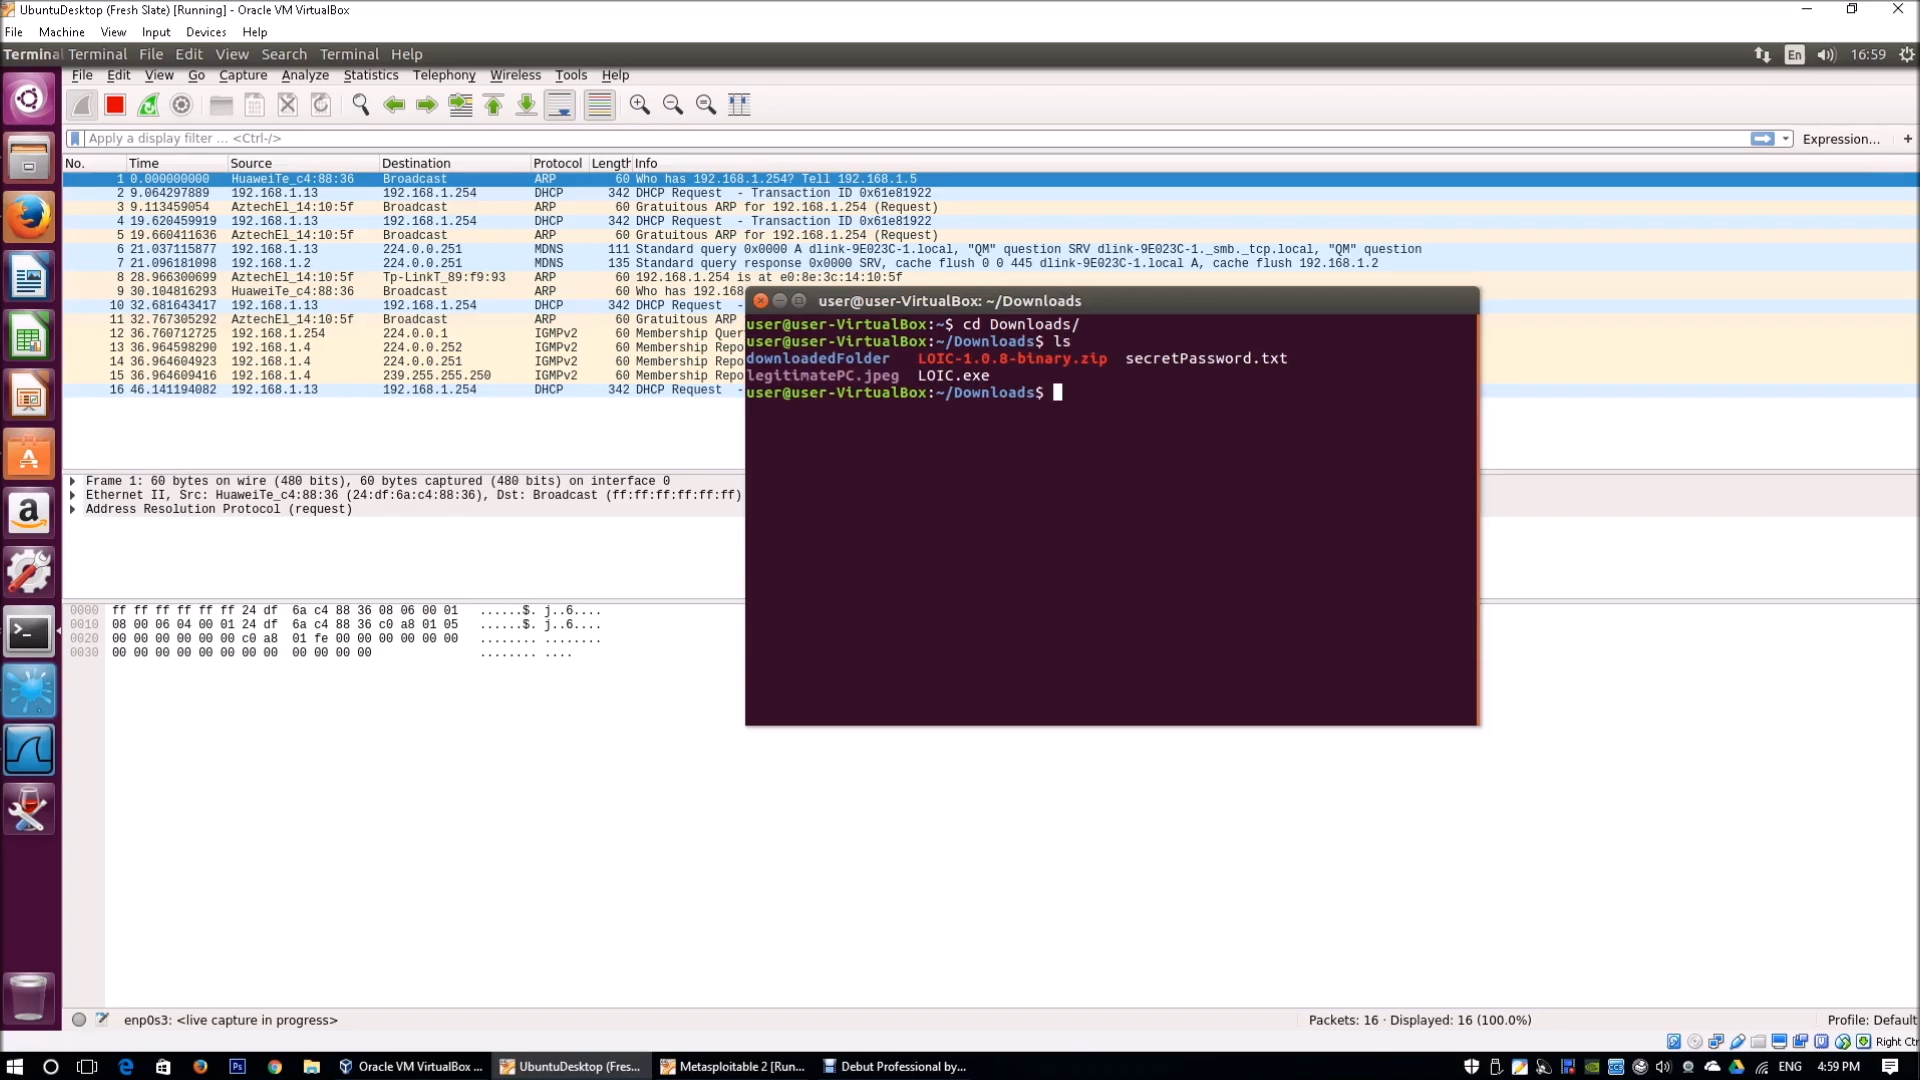 UbuntuDesktop (Fresh Slate) [Running] - Oracle VM VirtualBox
File Machine View Input Devices Help
Terminal Terminal File Edit View Search Terminal Help En 16:59
File Edit View Go Capture Analyze Statistics Telephony Wireless Tools Help
Apply a display filter ... <Ctrl-/> Expression... +
No. Time Source Destination Protocol Length Info
1 0.000000000 HuaweiTe_c4:88:36 Broadcast ARP 60 Who has 192.168.1.254? Tell 192.168.1.5
2 9.064297889 192.168.1.13 192.168.1.254 DHCP 342 DHCP Request - Transaction ID 0x61e81922
3 9.113459054 AztechEl_14:10:5f Broadcast ARP 60 Gratuitous ARP for 192.168.1.254 (Request)
4 19.620459919 192.168.1.13 192.168.1.254 DHCP 342 DHCP Request - Transaction ID 0x61e81922
5 19.660411636 AztechEl_14:10:5f Broadcast ARP 60 Gratuitous ARP for 192.168.1.254 (Request)
6 21.037115877 192.168.1.13 224.0.0.251 MDNS 111 Standard query 0x0000 A dlink-9E023C-1.local, "QM" question SRV dlink-9E023C-1._smb._tcp.local, "QM" question
7 21.096181098 192.168.1.2 224.0.0.251 MDNS 135 Standard query response 0x0000 SRV, cache flush 0 0 445 dlink-9E023C-1.local A, cache flush 192.168.1.2
8 28.966300699 AztechEl_14:10:5f Tp-LinkT_89:f9:93 ARP 60 192.168.1.254 is at e0:8e:3c:14:10:5f
9 30.104816293 HuaweiTe_c4:88:36 Broadcast ARP 60 Who has 192.168
10 32.681643417 192.168.1.13 192.168.1.254 DHCP 342 DHCP Request -
11 32.767305292 AztechEl_14:10:5f Broadcast ARP 60 Gratuitous ARP
12 36.760712725 192.168.1.254 224.0.0.1 IGMPv2 60 Membership Quer
13 36.964598290 192.168.1.4 224.0.0.252 IGMPv2 60 Membership Repo
14 36.964604923 192.168.1.4 224.0.0.251 IGMPv2 60 Membership Repo
15 36.964609416 192.168.1.4 239.255.255.250 IGMPv2 60 Membership Repo
16 46.141194082 192.168.1.13 192.168.1.254 DHCP 342 DHCP Request -
user@user-VirtualBox: ~/Downloads
user@user-VirtualBox:~$ cd Downloads/
user@user-VirtualBox:~/Downloads$ ls
downloadedFolder LOIC-1.0.8-binary.zip secretPassword.txt
legitimatePC.jpeg LOIC.exe
user@user-VirtualBox:~/Downloads$
Frame 1: 60 bytes on wire (480 bits), 60 bytes captured (480 bits) on interface 0
Ethernet II, Src: HuaweiTe_c4:88:36 (24:df:6a:c4:88:36), Dst: Broadcast (ff:ff:ff:ff:ff:ff)
Address Resolution Protocol (request)
0000 ff ff ff ff ff ff 24 df 6a c4 88 36 08 06 00 01 ......$. j..6....
0010 08 00 06 04 00 01 24 df 6a c4 88 36 c0 a8 01 05 ......$. j..6....
0020 00 00 00 00 00 00 c0 a8 01 fe 00 00 00 00 00 00 ........ ........
0030 00 00 00 00 00 00 00 00 00 00 00 00 ........ ....
enp0s3: <live capture in progress> Packets: 16 · Displayed: 16 (100.0%) Profile: Default
Right Ctr
Oracle VM VirtualBox ... UbuntuDesktop (Fres... Metasploitable 2 [Run... Debut Professional by... ENG 4:59 PM